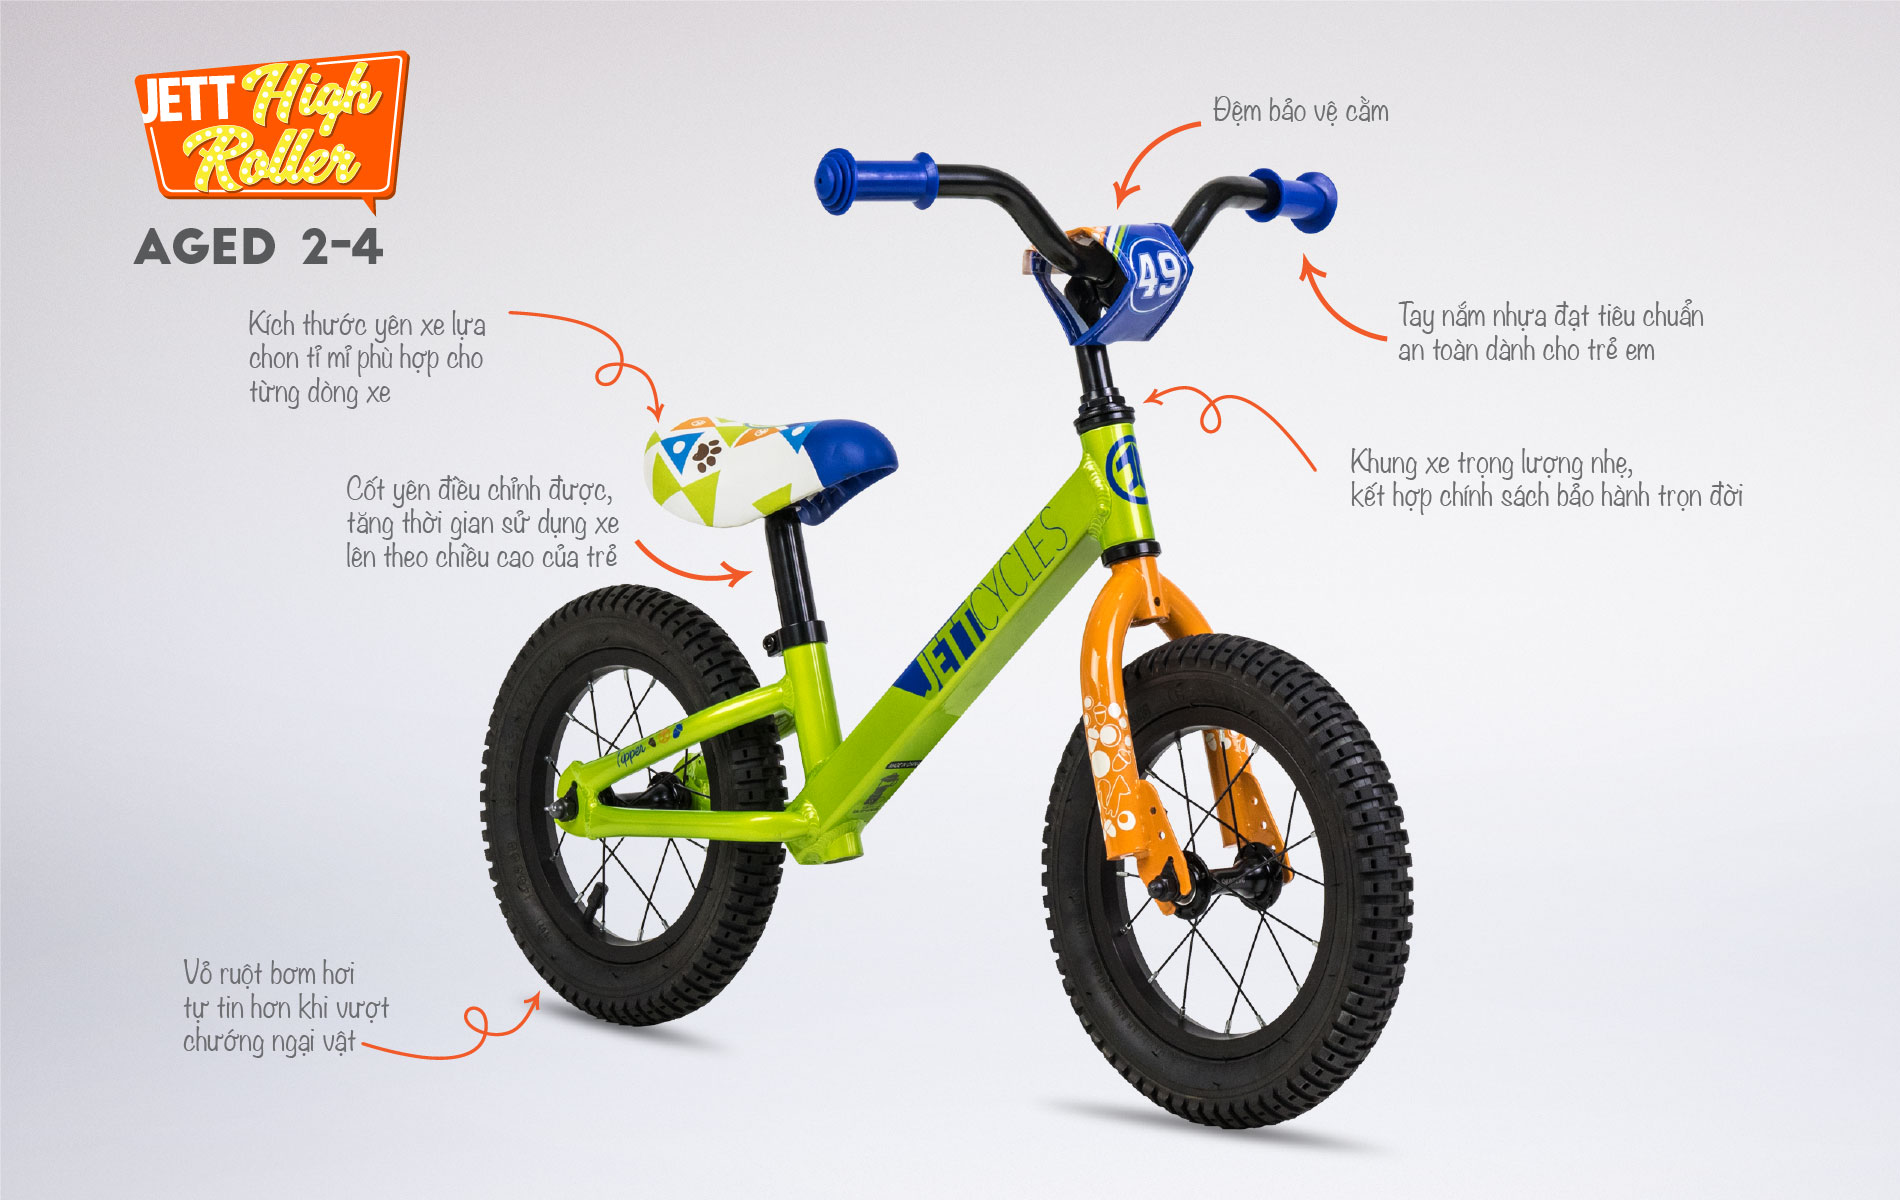 JETT High
Roller
AGED 2-4
Đệm bảo vệ cằm
Kích thước yên xe lựa
chon tỉ mỉ phù hợp cho
từng dòng xe
Tay nắm nhựa đạt tiêu chuẩn
an toàn dành cho trẻ em
Cốt yên điều chỉnh được,
tăng thời gian sử dụng xe
lên theo chiều cao của trẻ
Khung xe trọng lượng nhẹ,
kết hợp chính sách bảo hành trọn đời
Vỏ ruột bơm hơi
tự tin hơn khi vượt
chướng ngại vật
49
JETTCYCLES